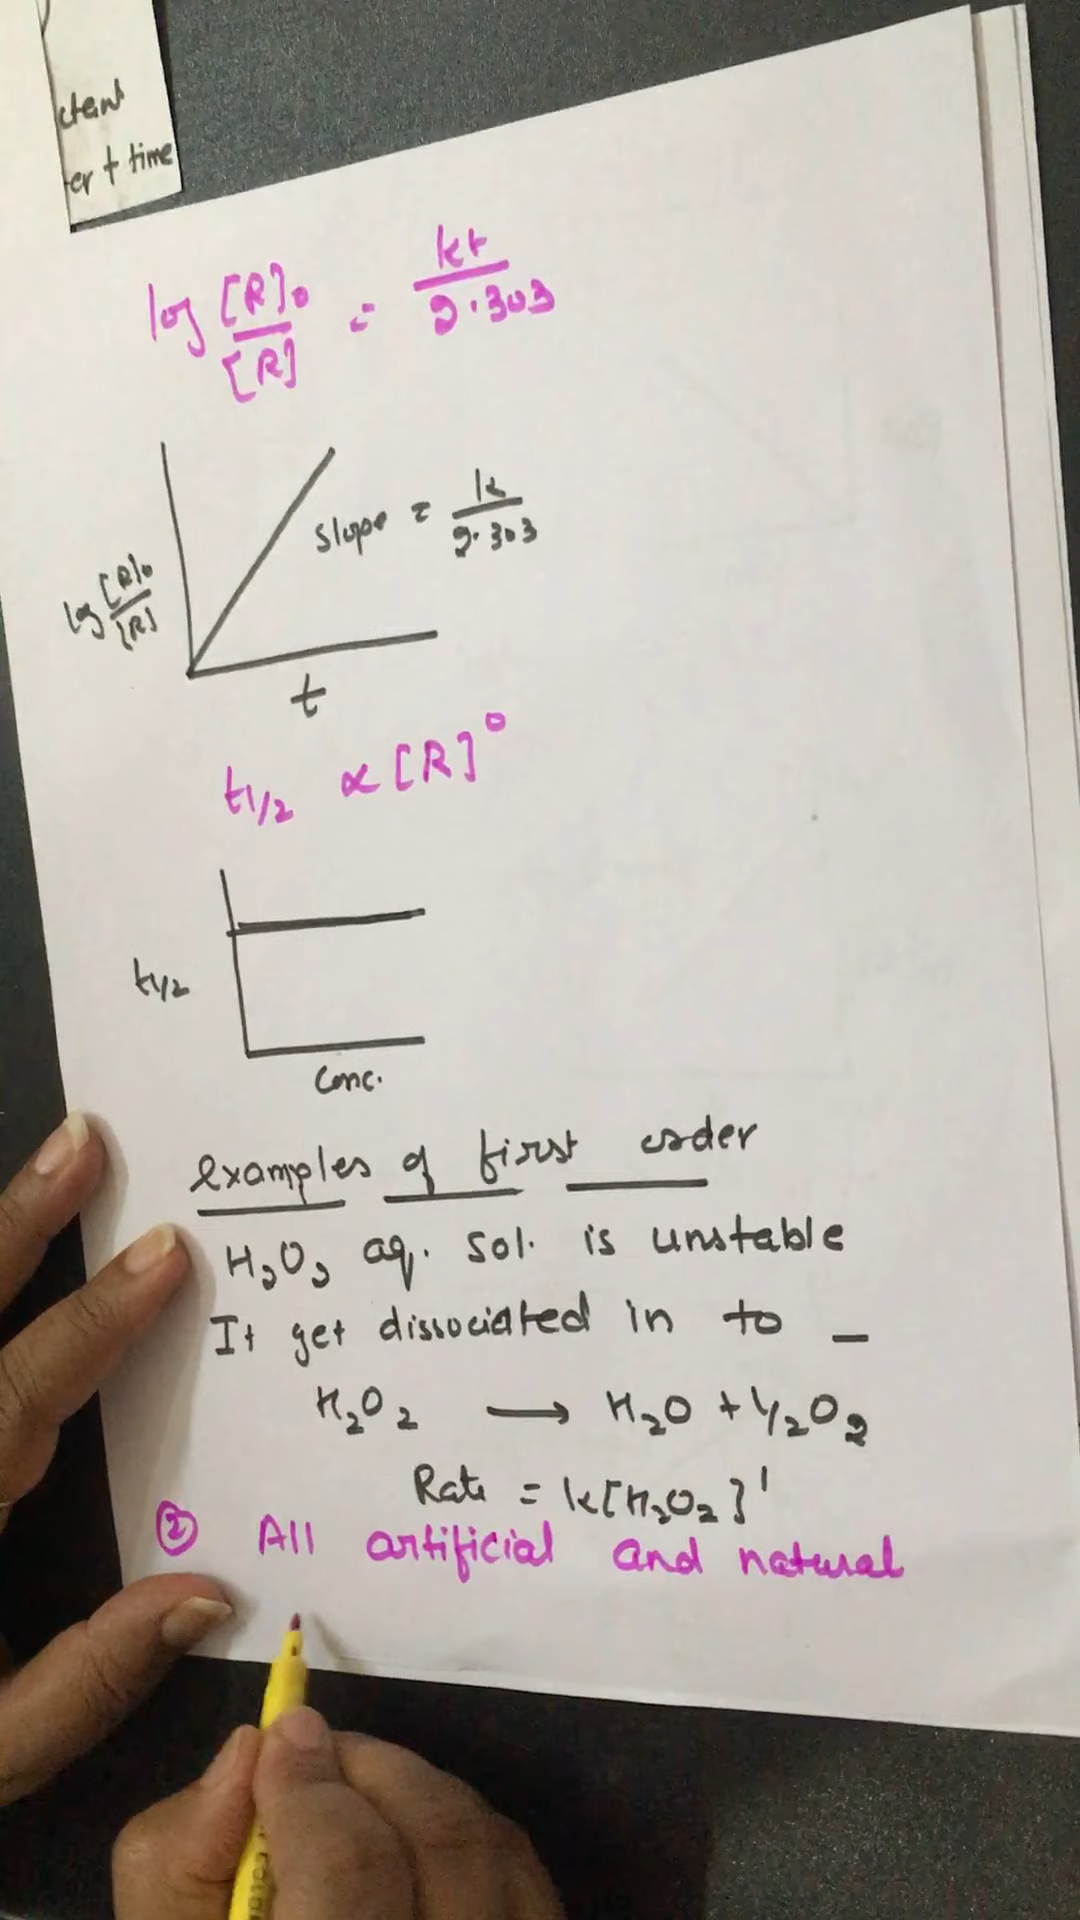 ctant
er t time
log [R]₀/[R] = kt/2.303
slope = k/2.303
log [R]₀/[R]
t
t1/2 ∝ [R]⁰
t1/2
Conc.
examples of first order
H₂O₂ aq. sol. is unstable
It get dissociated in to –
H₂O₂ ⟶ H₂O + 1/2O₂
Rate = k[H₂O₂]¹
② All artificial and natural